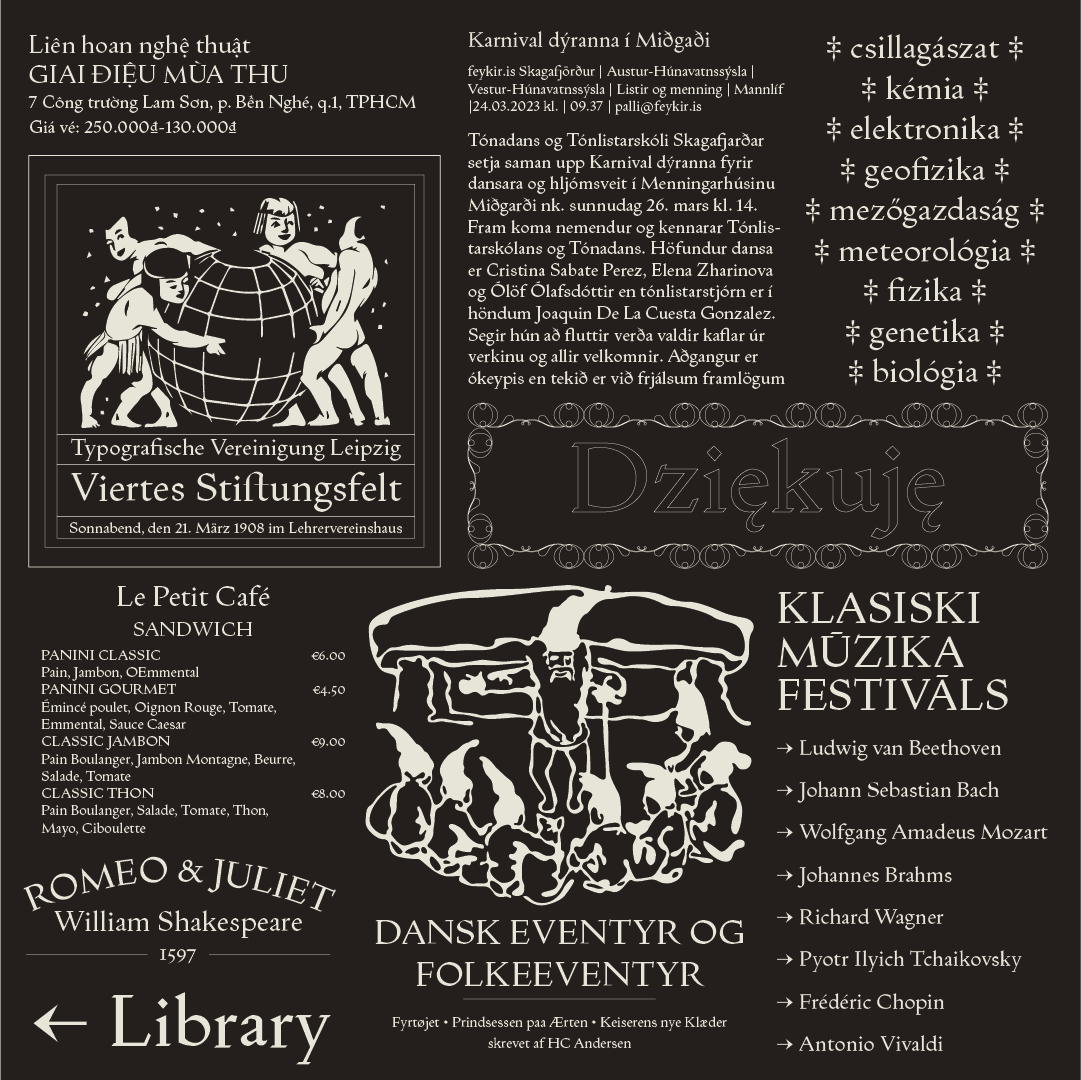 Liên hoan nghệ thuật
GIAI ĐIỆU MÙA THU
7 Công trường Lam Sơn, p. Bến Nghé, q.1, TPHCM
Giá vé: 250.000₫-130.000₫
Typografische Vereinigung Leipzig
Viertes Stiftungsfelt
Sonnabend, den 21. März 1908 im Lehrervereinshaus
Karnival dýranna í Miðgaði
feykir.is Skagafjörður | Austur-Húnavatnssýsla |
Vestur-Húnavatnssýsla | Listir og menning | Mannlíf
|24.03.2023 kl. | 09.37 | palli@feykir.is
Tónadans og Tónlistarskóli Skagafjarðar
setja saman upp Karnival dýranna fyrir
dansara og hljómsveit í Menningarhúsinu
Miðgarði nk. sunnudag 26. mars kl. 14.
Fram koma nemendur og kennarar Tónlis-
tarskólans og Tónadans. Höfundur dansa
er Cristina Sabate Perez, Elena Zharinova
og Ólöf Ólafsdóttir en tónlistarstjórn er í
höndum Joaquin De La Cuesta Gonzalez.
Segir hún að fluttir verða valdir kaflar úr
verkinu og allir velkomnir. Aðgangur er
ókeypis en tekið er við frjálsum framlögum
‡ csillagászat ‡
‡ kémia ‡
‡ elektronika ‡
‡ geofizika ‡
‡ mezőgazdaság ‡
‡ meteorológia ‡
‡ fizika ‡
‡ genetika ‡
‡ biológia ‡
Dziękuję
Le Petit Café
SANDWICH
PANINI CLASSIC €6.00
Pain, Jambon, OEmmental
PANINI GOURMET €4.50
Émincé poulet, Oignon Rouge, Tomate,
Emmental, Sauce Caesar
CLASSIC JAMBON €9.00
Pain Boulanger, Jambon Montagne, Beurre,
Salade, Tomate
CLASSIC THON €8.00
Pain Boulanger, Salade, Tomate, Thon,
Mayo, Ciboulette
ROMEO & JULIET
William Shakespeare
1597
← Library
DANSK EVENTYR OG
FOLKEEVENTYR
Fyrtøjet • Prindsessen paa Ærten • Keiserens nye Klæder
skrevet af HC Andersen
KLASISKI
MŪZIKA
FESTIVĀLS
→ Ludwig van Beethoven
→ Johann Sebastian Bach
→ Wolfgang Amadeus Mozart
→ Johannes Brahms
→ Richard Wagner
→ Pyotr Ilyich Tchaikovsky
→ Frédéric Chopin
→ Antonio Vivaldi